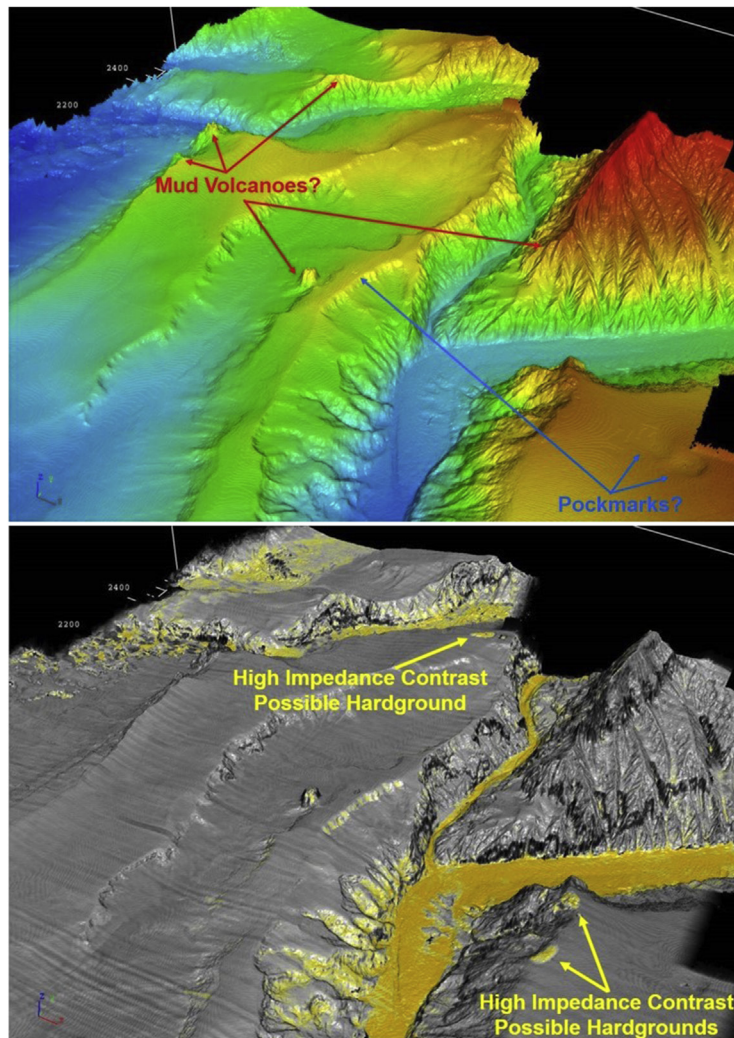 2400
2200
Mud Volcanoes?
Pockmarks?
2400
2200
High Impedance Contrast
Possible Hardground
High Impedance Contrast
Possible Hardgrounds